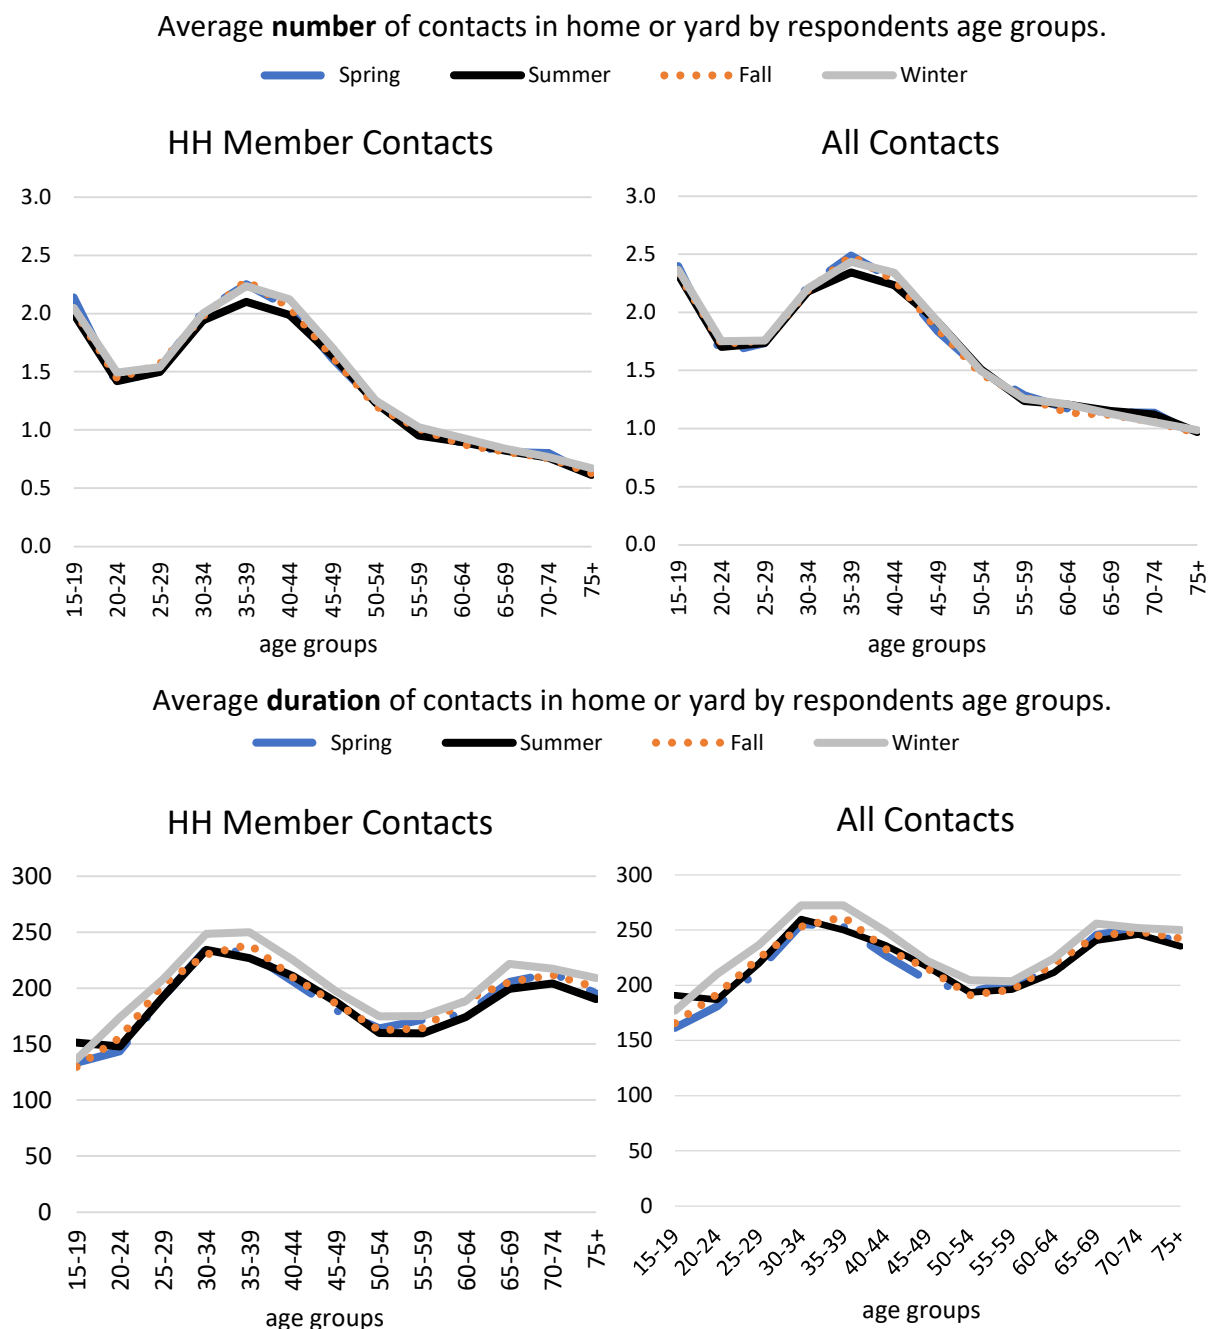 Average number of contacts in home or yard by respondents age groups.
Spring Summer Fall Winter
HH Member Contacts
3.0
2.5
2.0
1.5
1.0
0.5
0.0
15-19 20-24 25-29 30-34 35-39 40-44 45-49 50-54 55-59 60-64 65-69 70-74 75+
age groups
All Contacts
3.0
2.5
2.0
1.5
1.0
0.5
0.0
15-19 20-24 25-29 30-34 35-39 40-44 45-49 50-54 55-59 60-64 65-69 70-74 75+
age groups
Average duration of contacts in home or yard by respondents age groups.
Spring Summer Fall Winter
HH Member Contacts
300
250
200
150
100
50
0
15-19 20-24 25-29 30-34 35-39 40-44 45-49 50-54 55-59 60-64 65-69 70-74 75+
age groups
All Contacts
300
250
200
150
100
50
0
15-19 20-24 25-29 30-34 35-39 40-44 45-49 50-54 55-59 60-64 65-69 70-74 75+
age groups